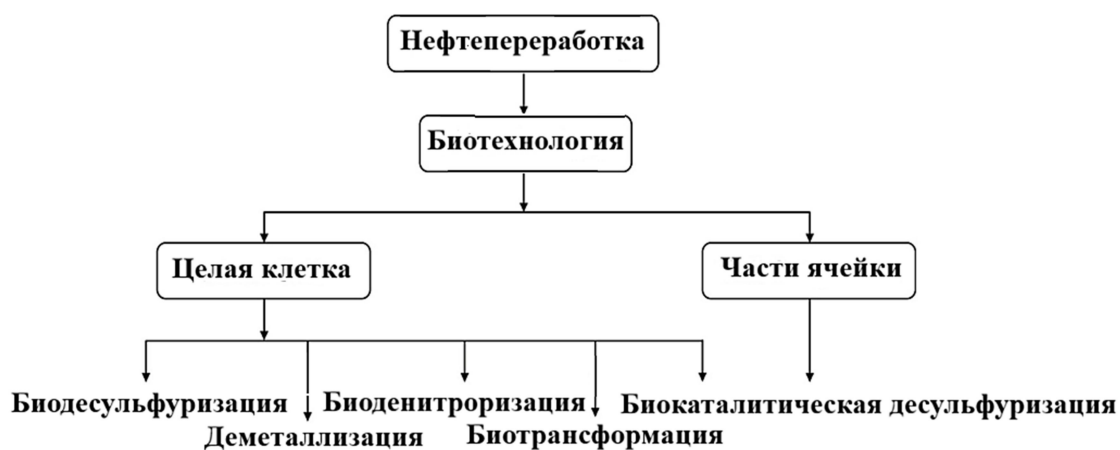 Нефтепереработка
Биотехнология
Целая клетка
Части ячейки
Биодесульфуризация
Биоденитроризация
Биокаталитическая десульфуризация
Деметаллизация
Биотрансформация